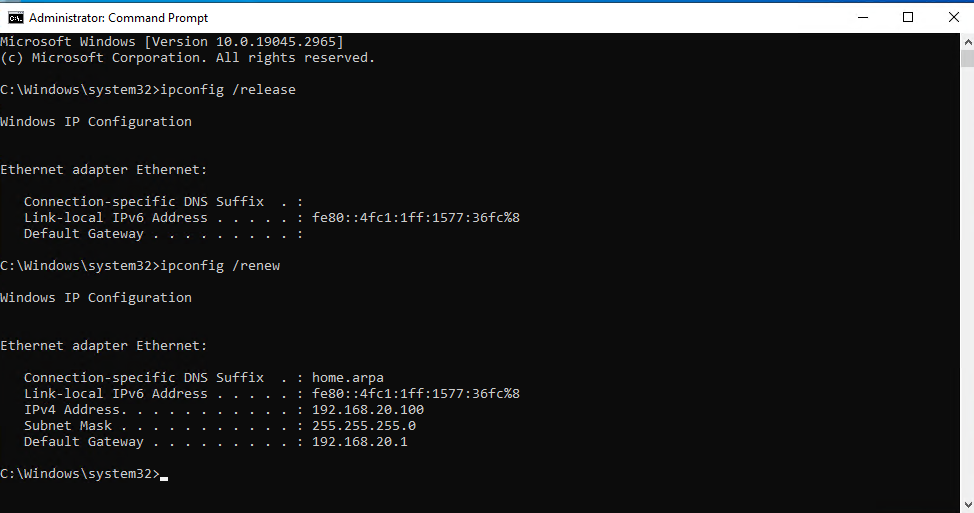 Administrator: Command Prompt
Microsoft Windows [Version 10.0.19045.2965]
(c) Microsoft Corporation. All rights reserved.
C:\Windows\system32>ipconfig /release
Windows IP Configuration
Ethernet adapter Ethernet:
Connection-specific DNS Suffix  . :
Link-local IPv6 Address . . . . . : fe80::4fc1:1ff:1577:36fc%8
Default Gateway . . . . . . . . . :
C:\Windows\system32>ipconfig /renew
Windows IP Configuration
Ethernet adapter Ethernet:
Connection-specific DNS Suffix  . : home.arpa
Link-local IPv6 Address . . . . . : fe80::4fc1:1ff:1577:36fc%8
IPv4 Address. . . . . . . . . . . : 192.168.20.100
Subnet Mask . . . . . . . . . . . : 255.255.255.0
Default Gateway . . . . . . . . . : 192.168.20.1
C:\Windows\system32>